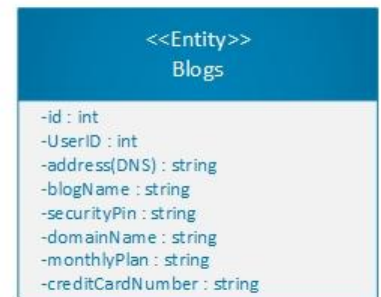 <<Entity>>
Blogs
-id : int
-UserID : int
-address(DNS) : string
-blogName : string
-securityPin : string
-domainName : string
-monthlyPlan : string
-creditCardNumber : string